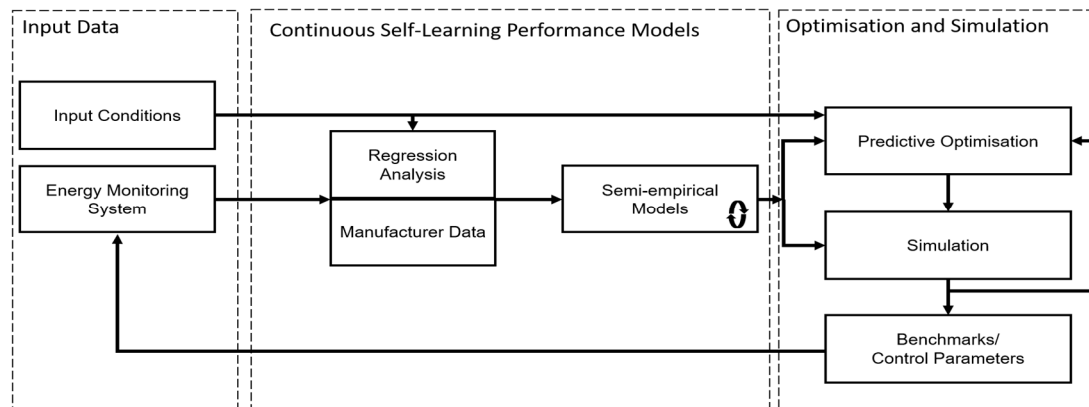 Input Data
Continuous Self-Learning Performance Models
Optimisation and Simulation
Input Conditions
Energy Monitoring
System
Regression
Analysis
Manufacturer Data
Semi-empirical
Models
Predictive Optimisation
Simulation
Benchmarks/
Control Parameters